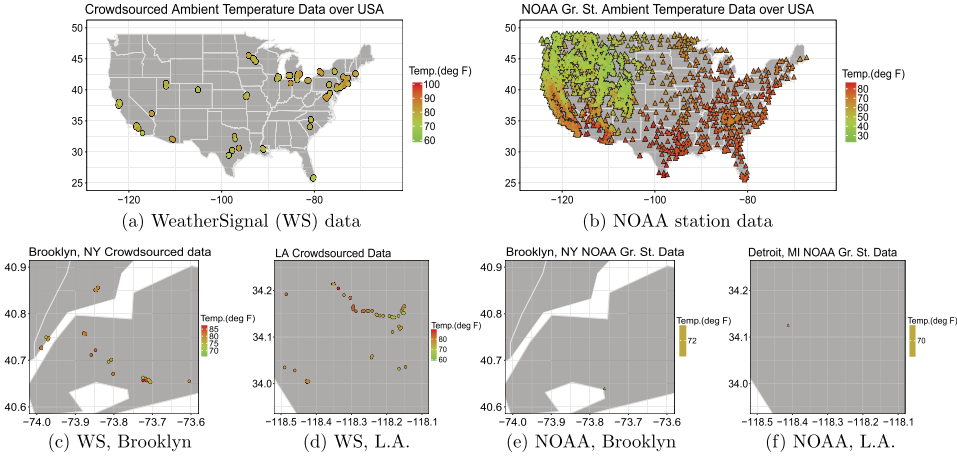 Crowdsourced Ambient Temperature Data over USA
50
45
40
35
30
25
−120
−100
−80
Temp.(deg F)
100
90
80
70
60
(a) WeatherSignal (WS) data
NOAA Gr. St. Ambient Temperature Data over USA
50
45
40
35
30
25
−120
−100
−80
Temp.(deg F)
80
70
60
50
40
30
(b) NOAA station data
Brooklyn, NY Crowdsourced data
40.9
40.8
40.7
40.6
−74.0 −73.9 −73.8 −73.7 −73.6
Temp.(deg F)
85
80
75
70
(c) WS, Brooklyn
LA Crowdsourced Data
34.2
34.1
34.0
−118.5 −118.4 −118.3 −118.2 −118.1
Temp.(deg F)
80
70
60
(d) WS, L.A.
Brooklyn, NY NOAA Gr. St. Data
40.9
40.8
40.7
40.6
−74.0 −73.9 −73.8 −73.7 −73.6
Temp.(deg F)
72
(e) NOAA, Brooklyn
Detroit, MI NOAA Gr. St. Data
34.2
34.1
34.0
−118.5 −118.4 −118.3 −118.2 −118.1
Temp.(deg F)
70
(f) NOAA, L.A.